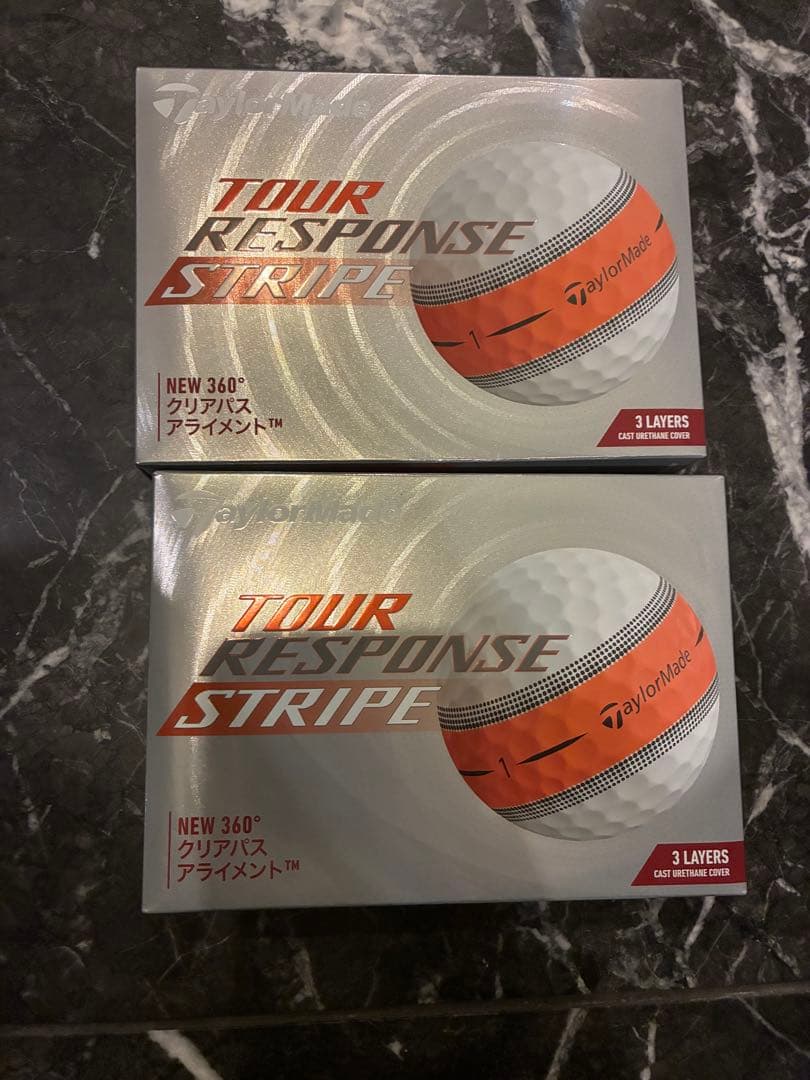 TaylorMade
TOUR
RESPONSE
STRIPE
TaylorMade
1
NEW 360°
クリアパス
アライメント™
3 LAYERS
CAST URETHANE COVER
TaylorMade
TOUR
RESPONSE
STRIPE
TaylorMade
1
NEW 360°
クリアパス
アライメント™
3 LAYERS
CAST URETHANE COVER